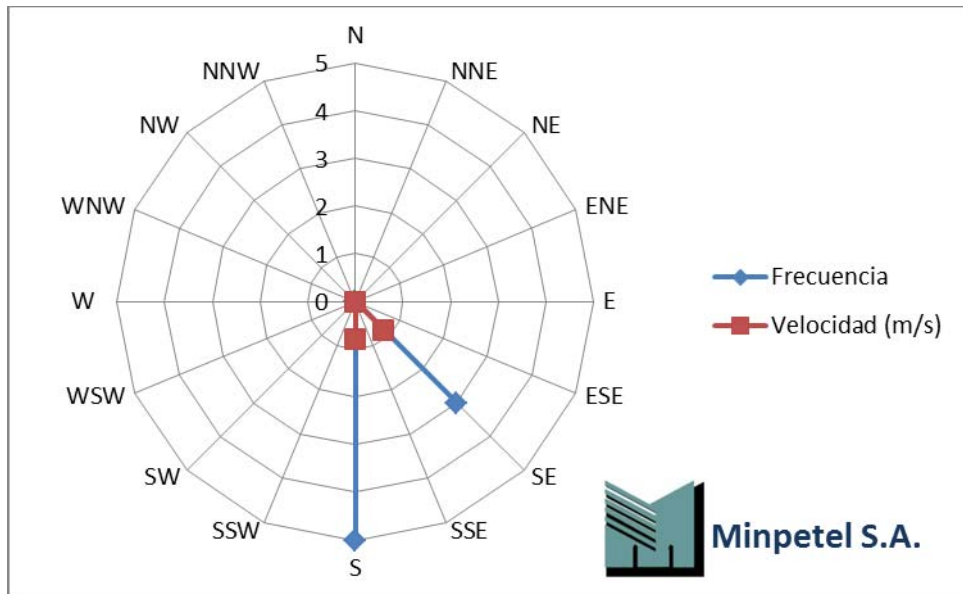 N
NNW
5
NNE
4
NW
NE
3
WNW
2
ENE
1
W
0
E
Frecuencia
Velocidad (m/s)
WSW
ESE
SW
SE
SSW
SSE
S
Minpetel S.A.